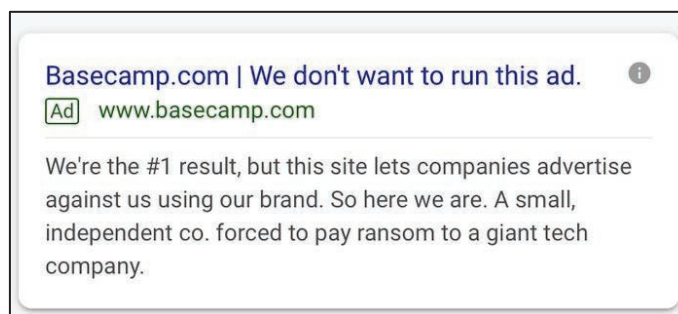 Basecamp.com | We don't want to run this ad.
Ad www.basecamp.com
We're the #1 result, but this site lets companies advertise
against us using our brand. So here we are. A small,
independent co. forced to pay ransom to a giant tech
company.